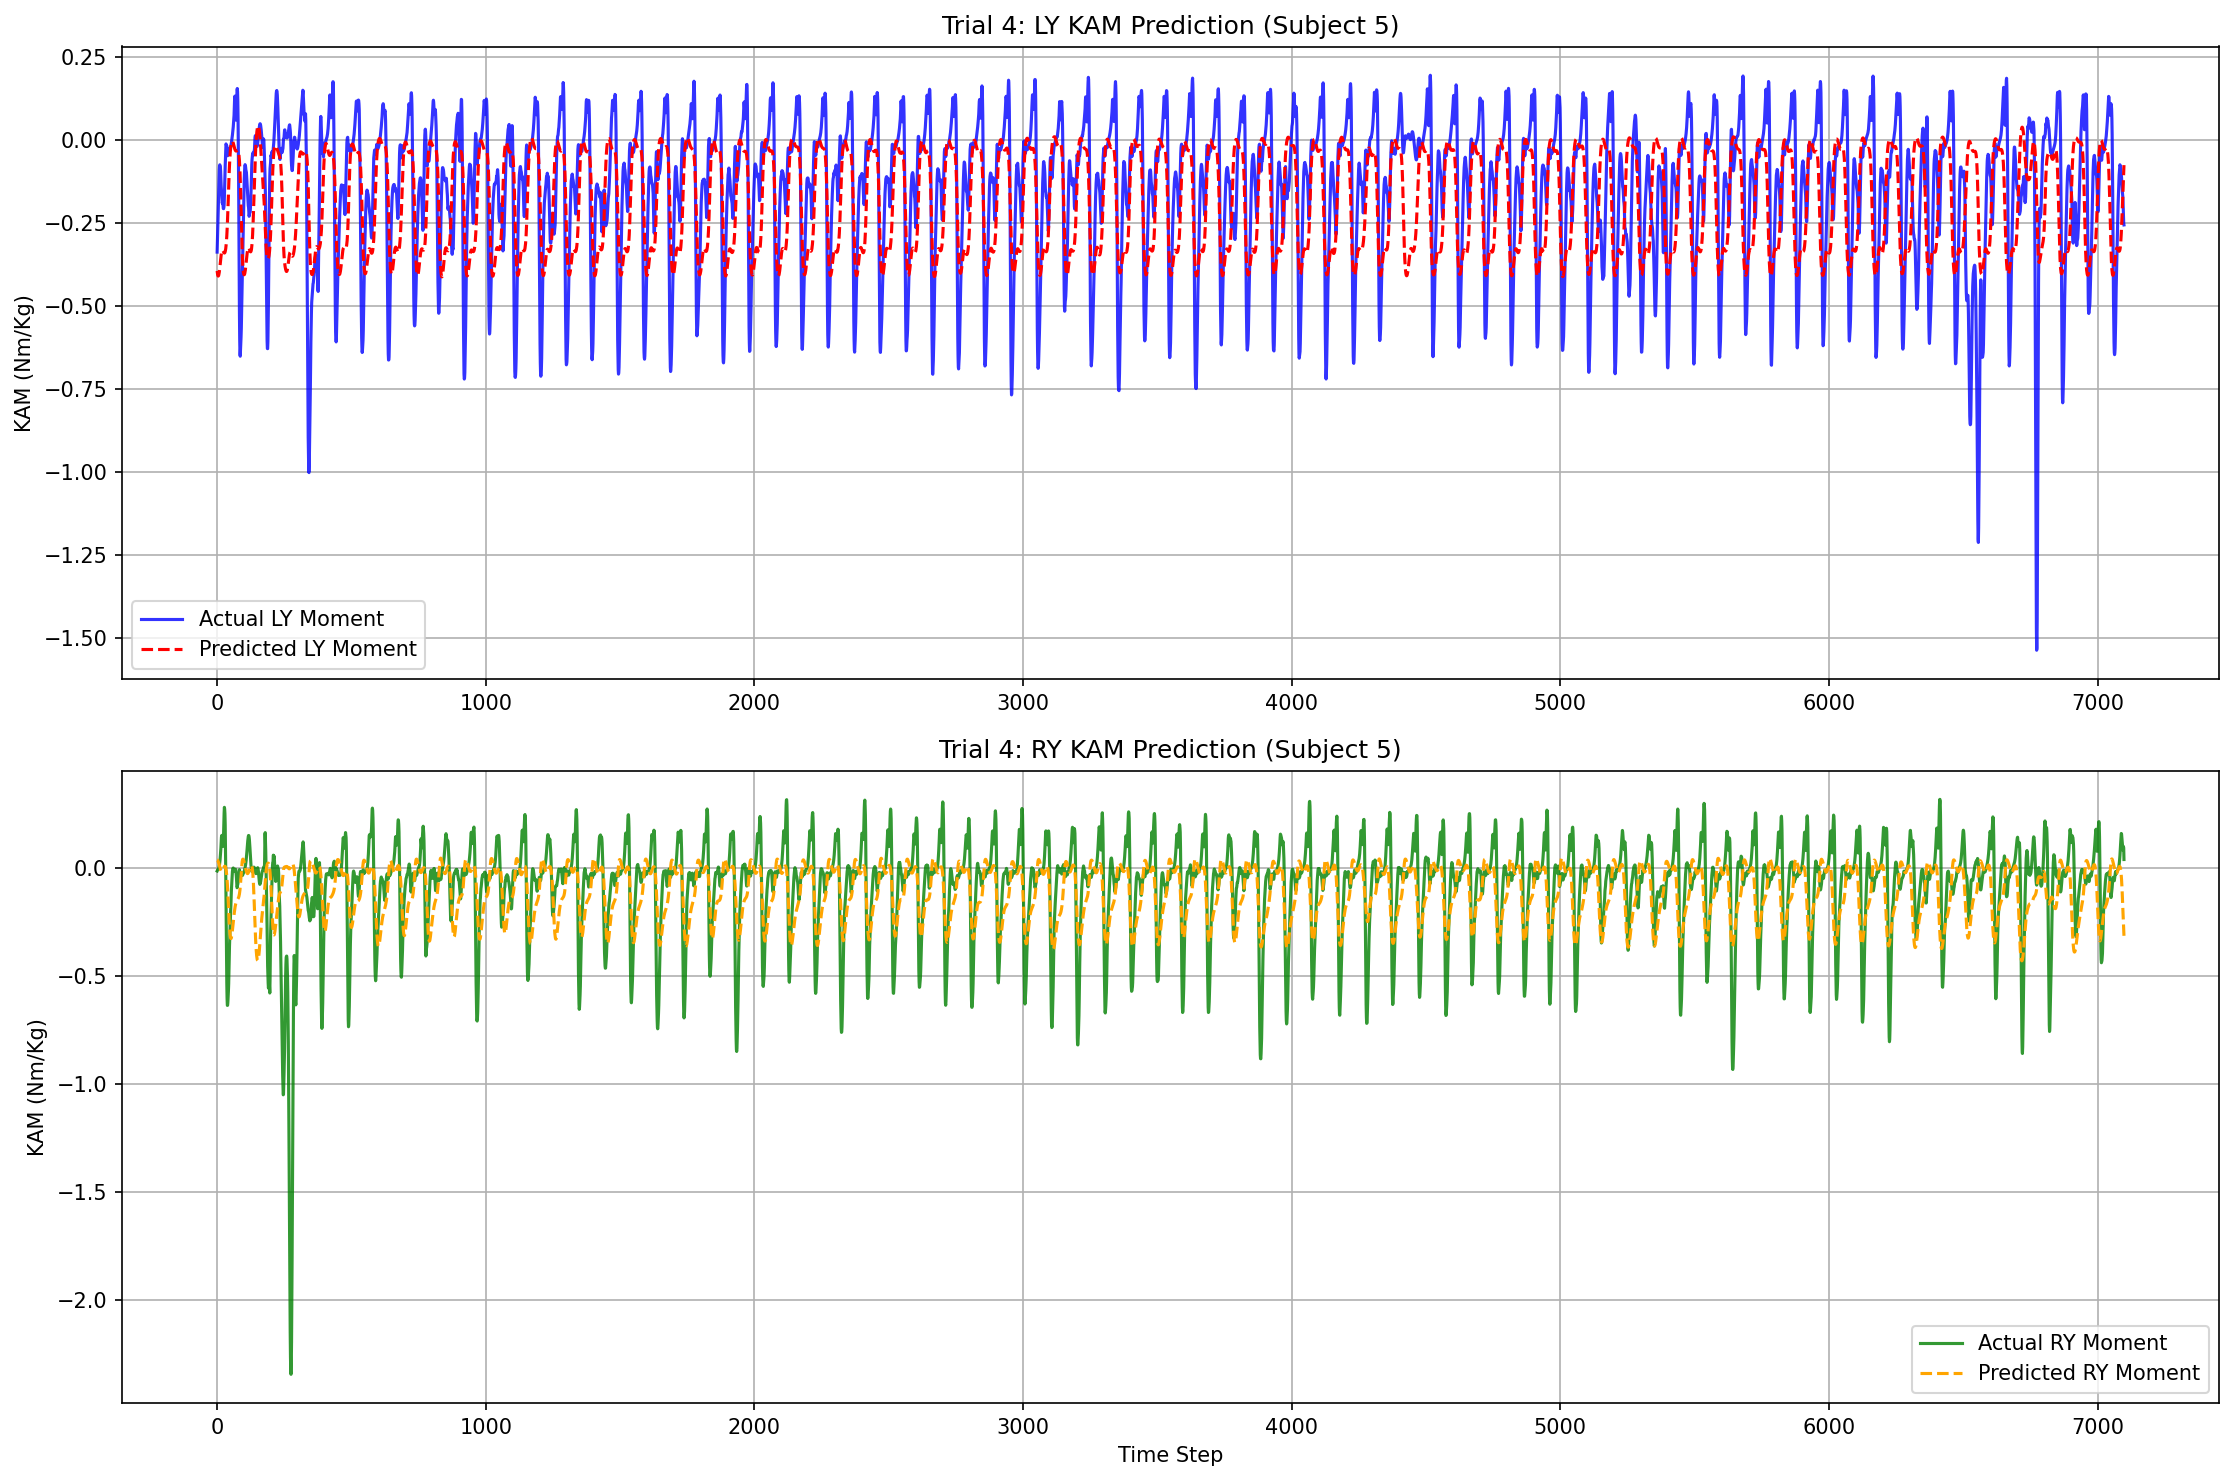 Trial 4: LY KAM Prediction (Subject 5)
KAM (Nm/Kg)
0.25
0.00
−0.25
−0.50
−0.75
−1.00
−1.25
−1.50
Actual LY Moment
Predicted LY Moment
0 1000 2000 3000 4000 5000 6000 7000
Trial 4: RY KAM Prediction (Subject 5)
KAM (Nm/Kg)
0.0
−0.5
−1.0
−1.5
−2.0
Actual RY Moment
Predicted RY Moment
0 1000 2000 3000 4000 5000 6000 7000
Time Step